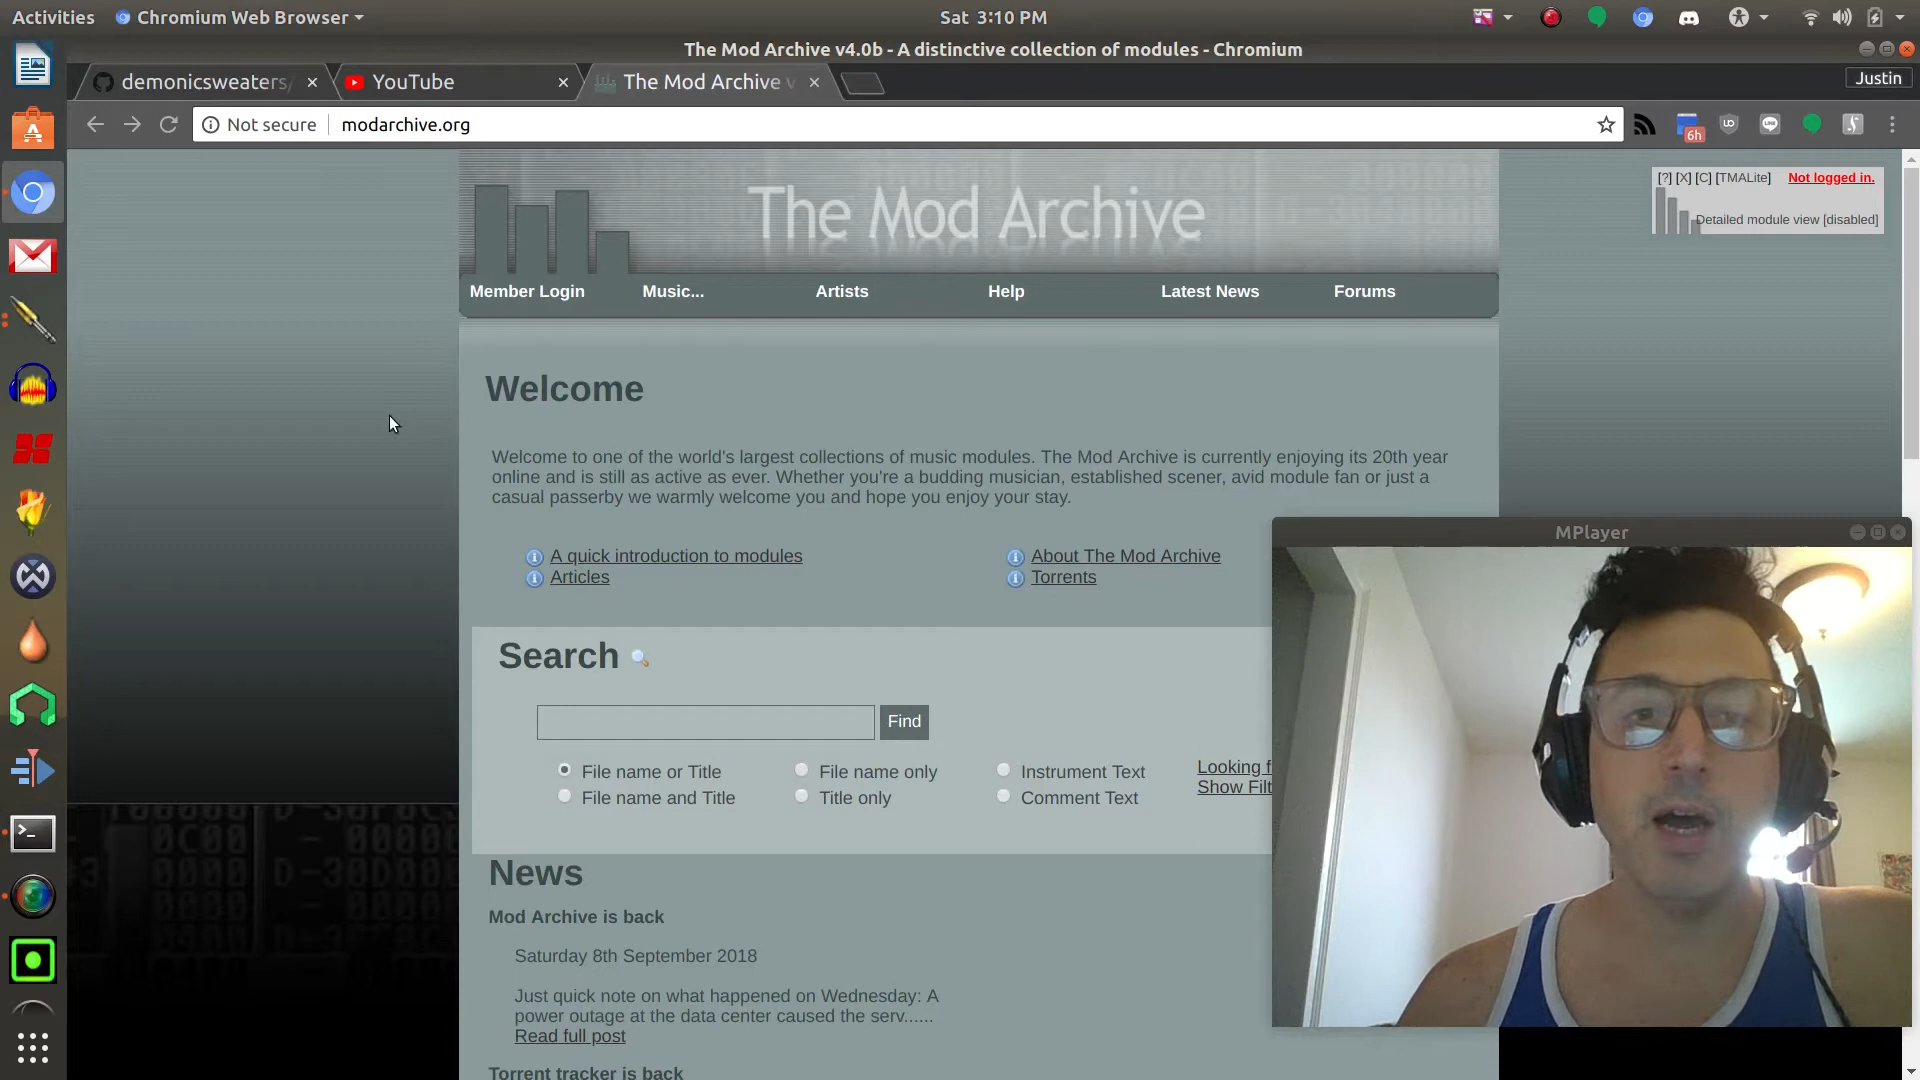 Activities
Chromium Web Browser
Sat 3:10 PM
The Mod Archive v4.0b - A distinctive collection of modules - Chromium
demonicsweaters/
YouTube
The Mod Archive v
Justin
Not secure
modarchive.org
6h
[?] [X] [C] [TMALite] Not logged in.
Detailed module view [disabled]
The Mod Archive
Member Login
Music...
Artists
Help
Latest News
Forums
Welcome
Welcome to one of the world's largest collections of music modules. The Mod Archive is currently enjoying its 20th year
online and is still as active as ever. Whether you're a budding musician, established scener, avid module fan or just a
casual passerby we warmly welcome you and hope you enjoy your stay.
A quick introduction to modules
About The Mod Archive
Articles
Torrents
MPlayer
Search
Find
File name or Title
File name only
Instrument Text
Looking f
File name and Title
Title only
Comment Text
Show Filt
News
Mod Archive is back
Saturday 8th September 2018
Just quick note on what happened on Wednesday: A
power outage at the data center caused the serv......
Read full post
Torrent tracker is back